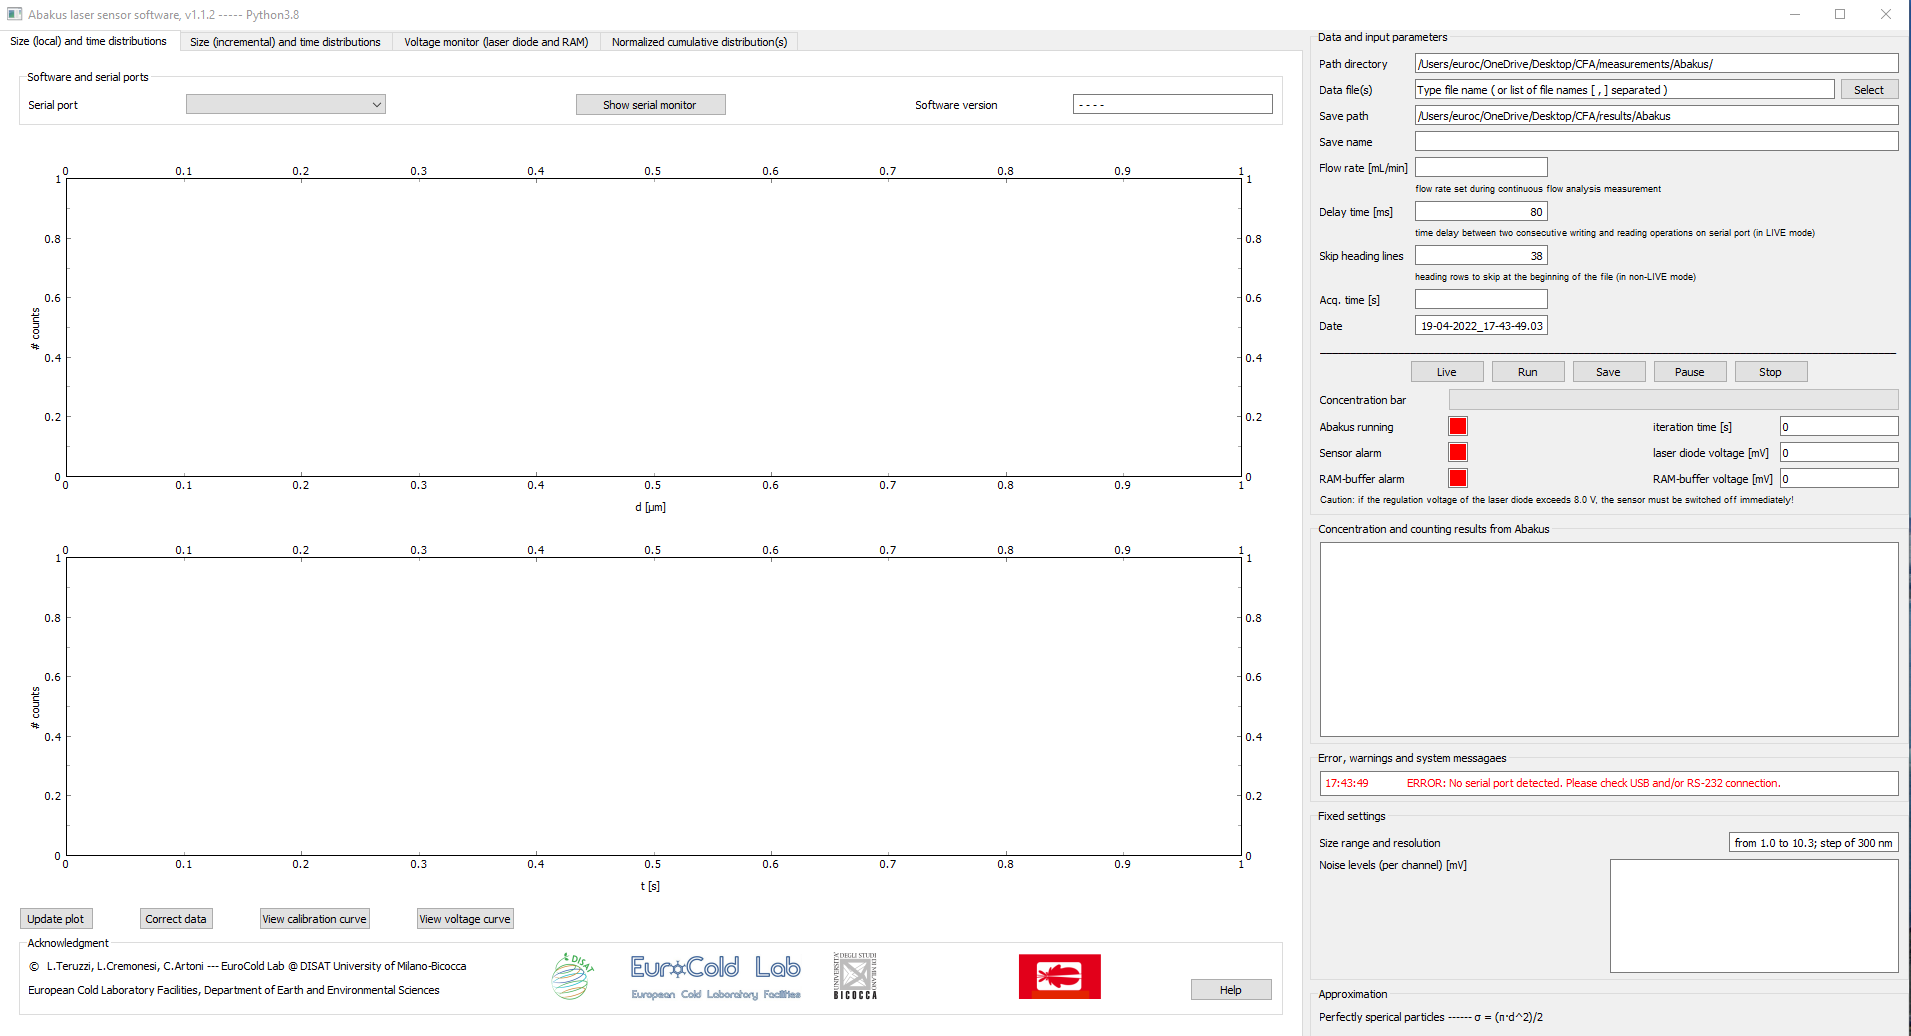 Abakus laser sensor software, v1.1.2 ----- Python3.8
Size (local) and time distributions
Size (incremental) and time distributions
Voltage monitor (laser diode and RAM)
Normalized cumulative distribution(s)
Software and serial ports
Serial port
Show serial monitor
Software version
- - - -
0 0.1 0.2 0.3 0.4 0.5 0.6 0.7 0.8 0.9 1
1 1
0.8 0.8
0.6 0.6
# counts
0.4 0.4
0.2 0.2
0 0
0 0.1 0.2 0.3 0.4 0.5 0.6 0.7 0.8 0.9 1
d [µm]
0 0.1 0.2 0.3 0.4 0.5 0.6 0.7 0.8 0.9 1
1 1
0.8 0.8
0.6 0.6
# counts
0.4 0.4
0.2 0.2
0 0
0 0.1 0.2 0.3 0.4 0.5 0.6 0.7 0.8 0.9 1
t [s]
Update plot
Correct data
View calibration curve
View voltage curve
Acknowledgment
© L.Teruzzi, L.Cremonesi, C.Artoni --- EuroCold Lab @ DISAT University of Milano-Bicocca
European Cold Laboratory Facilities, Department of Earth and Environmental Sciences
DISAT
EuroCold Lab
European Cold Laboratory Facilities
UNIVERSITA' DEGLI STUDI DI MILANO
BICOCCA
Help
Data and input parameters
Path directory
/Users/euroc/OneDrive/Desktop/CFA/measurements/Abakus/
Data file(s)
Type file name ( or list of file names [ , ] separated )
Select
Save path
/Users/euroc/OneDrive/Desktop/CFA/results/Abakus
Save name
Flow rate [mL/min]
flow rate set during continuous flow analysis measurement
Delay time [ms]
80
time delay between two consecutive writing and reading operations on serial port (in LIVE mode)
Skip heading lines
38
heading rows to skip at the beginning of the file (in non-LIVE mode)
Acq. time [s]
Date
19-04-2022_17-43-49.03
Live
Run
Save
Pause
Stop
Concentration bar
Abakus running
iteration time [s]
0
Sensor alarm
laser diode voltage [mV]
0
RAM-buffer alarm
RAM-buffer voltage [mV]
0
Caution: if the regulation voltage of the laser diode exceeds 8.0 V, the sensor must be switched off immediately!
Concentration and counting results from Abakus
Error, warnings and system messagaes
17:43:49 ERROR: No serial port detected. Please check USB and/or RS-232 connection.
Fixed settings
Size range and resolution
from 1.0 to 10.3; step of 300 nm
Noise levels (per channel) [mV]
Approximation
Perfectly sperical particles ------ σ = (π·d^2)/2